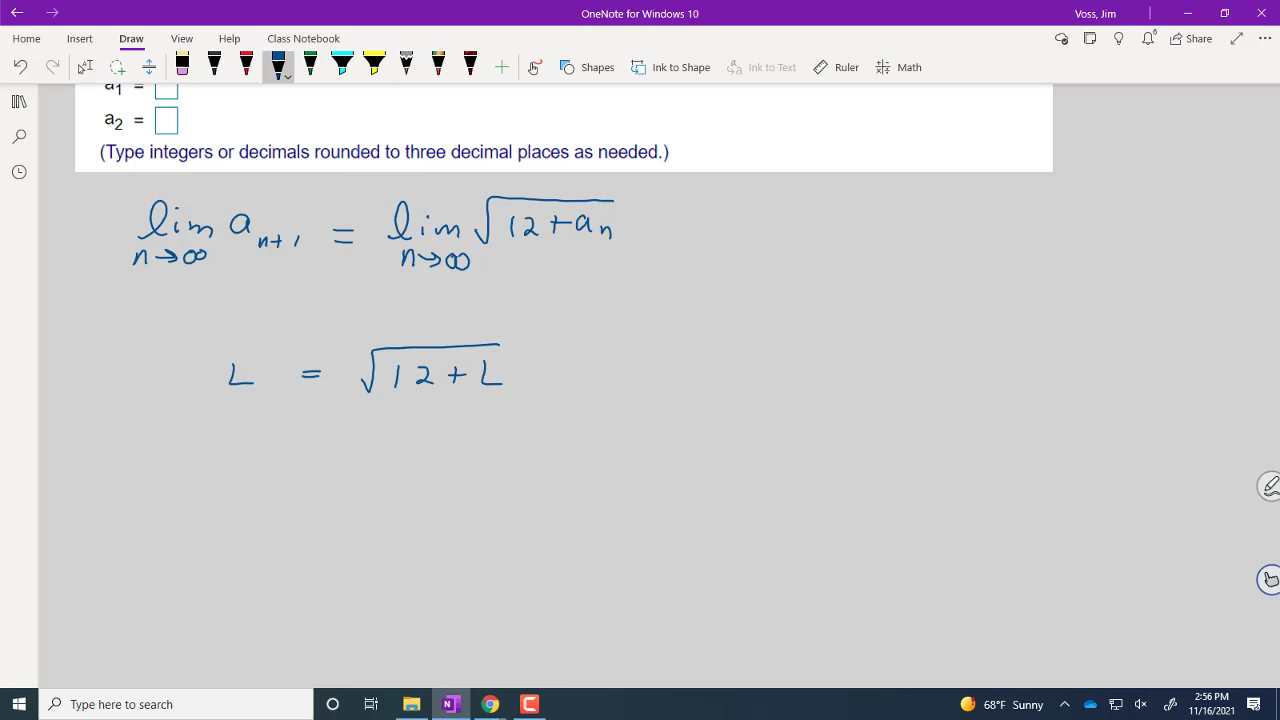 OneNote for Windows 10
Voss, Jim
Home Insert Draw View Help Class Notebook
Share
Shapes Ink to Shape Ink to Text Ruler Math
a1 =
a2 =
(Type integers or decimals rounded to three decimal places as needed.)
lim n→∞ a_{n+1} = lim n→∞ √(12+a_n)
L = √(12+L)
Type here to search
68°F Sunny
2:56 PM
11/16/2021